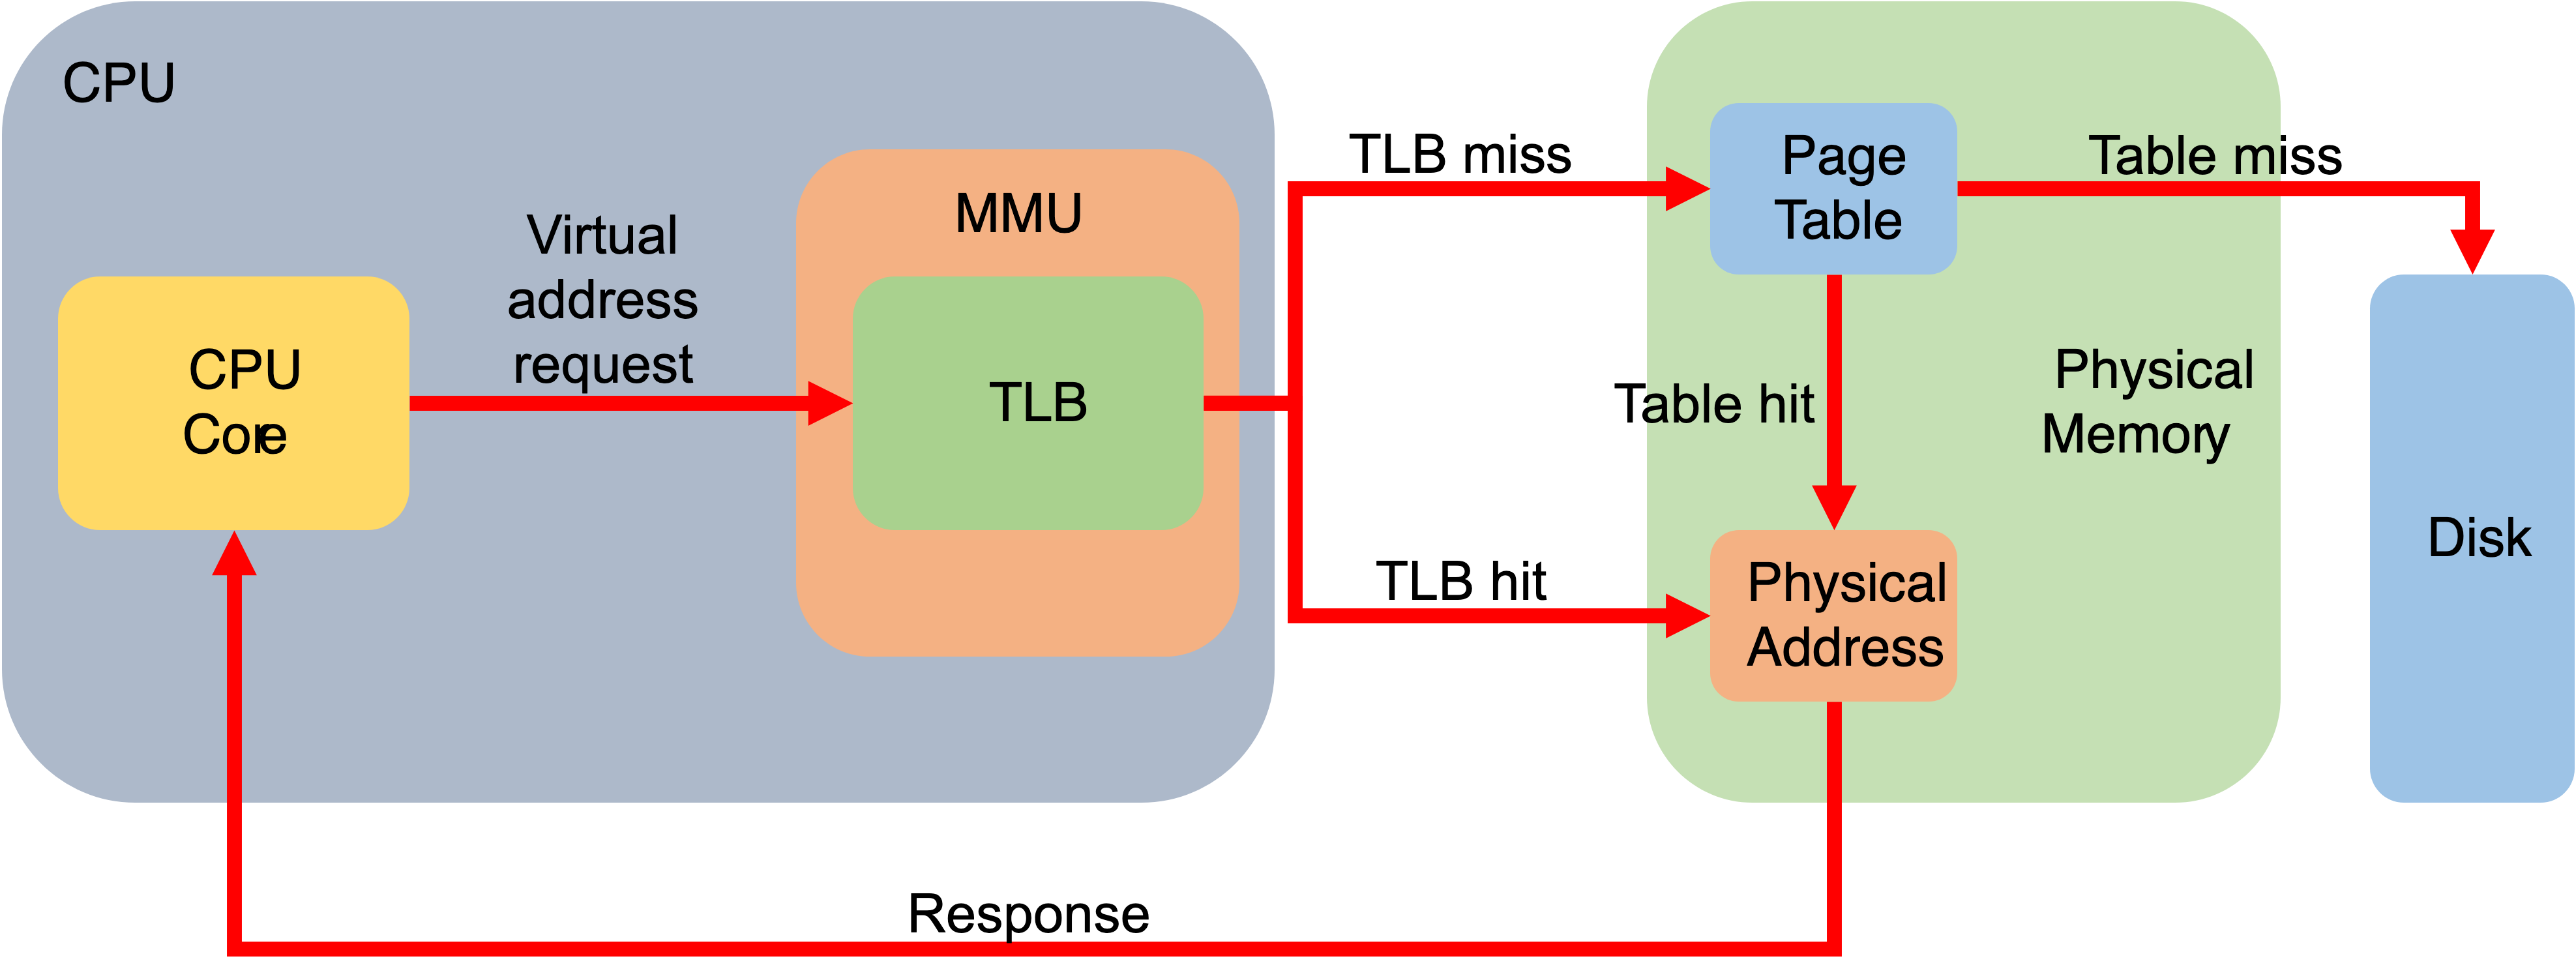 CPU
CPU
Core
Virtual
address
request
MMU
TLB
TLB miss
TLB hit
Page
Table
Table miss
Table hit
Physical
Memory
Physical
Address
Disk
Response